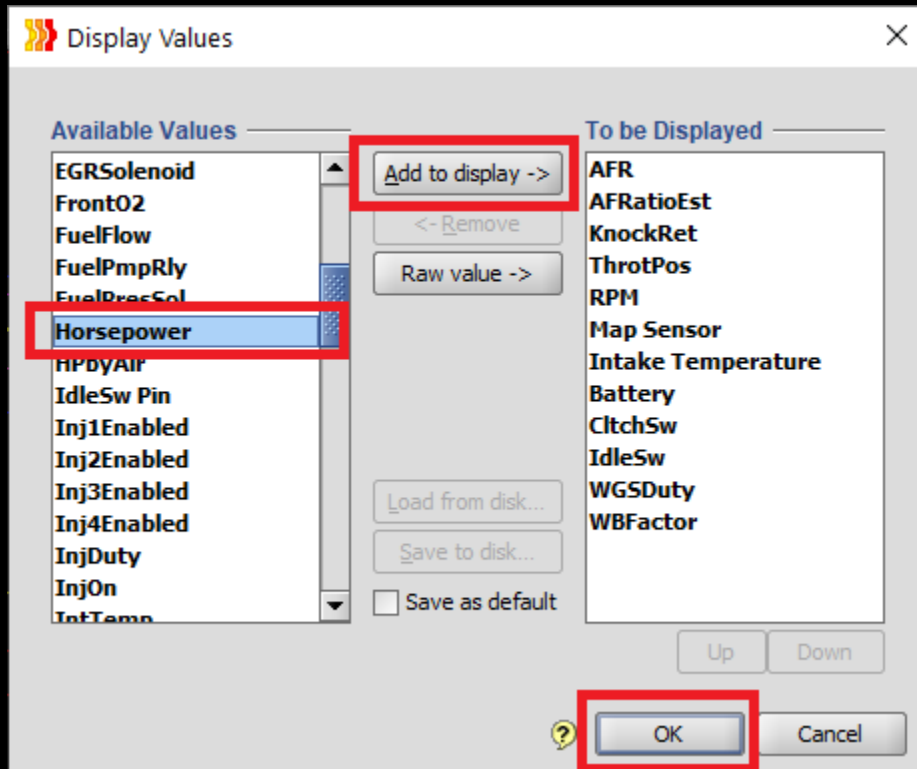 Display Values
Available Values
EGRSolenoid
FrontO2
FuelFlow
FuelPmpRly
FuelPresSol
Horsepower
HPbyAir
IdleSw Pin
Inj1Enabled
Inj2Enabled
Inj3Enabled
Inj4Enabled
InjDuty
InjOn
IntTemp
Add to display ->
<- Remove
Raw value ->
Load from disk...
Save to disk...
Save as default
To be Displayed
AFR
AFRatioEst
KnockRet
ThrotPos
RPM
Map Sensor
Intake Temperature
Battery
CltchSw
IdleSw
WGSDuty
WBFactor
Up
Down
?
OK
Cancel